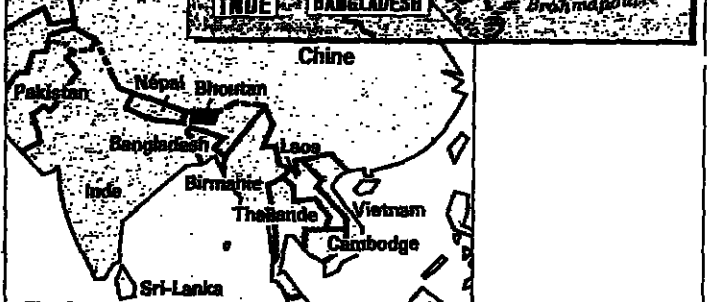 INDE BANGLADESH
Chine
Népal Bhoutan
Pakistan
Bangladesh Laos
Inde Birmanie
Thaïlande Vietnam
Cambodge
Sri-Lanka